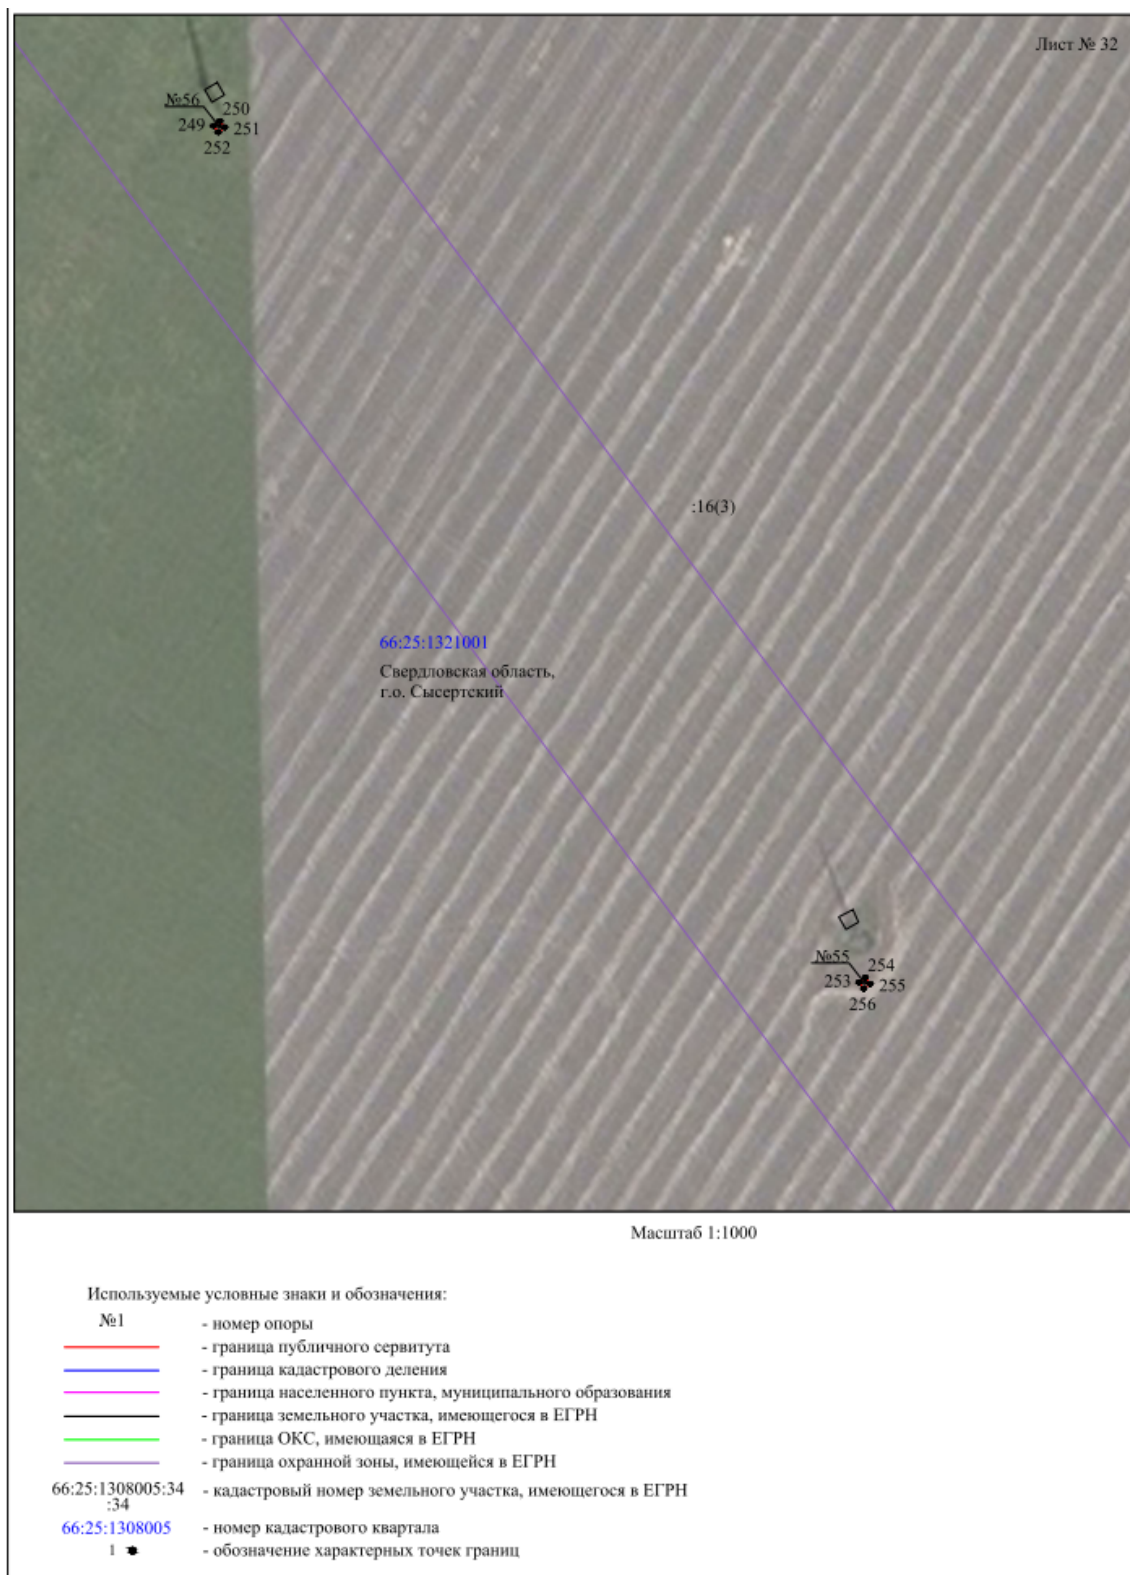 Лист № 32
№56
250
249
251
252
:16(3)
66:25:1321001
Свердловская область,
г.о. Сысертский
№55
254
253
255
256
Масштаб 1:1000
Используемые условные знаки и обозначения:
№1 - номер опоры
- граница публичного сервитута
- граница кадастрового деления
- граница населенного пункта, муниципального образования
- граница земельного участка, имеющегося в ЕГРН
- граница ОКС, имеющаяся в ЕГРН
- граница охранной зоны, имеющейся в ЕГРН
66:25:1308005:34 - кадастровый номер земельного участка, имеющегося в ЕГРН
:34
66:25:1308005 - номер кадастрового квартала
1 - обозначение характерных точек границ